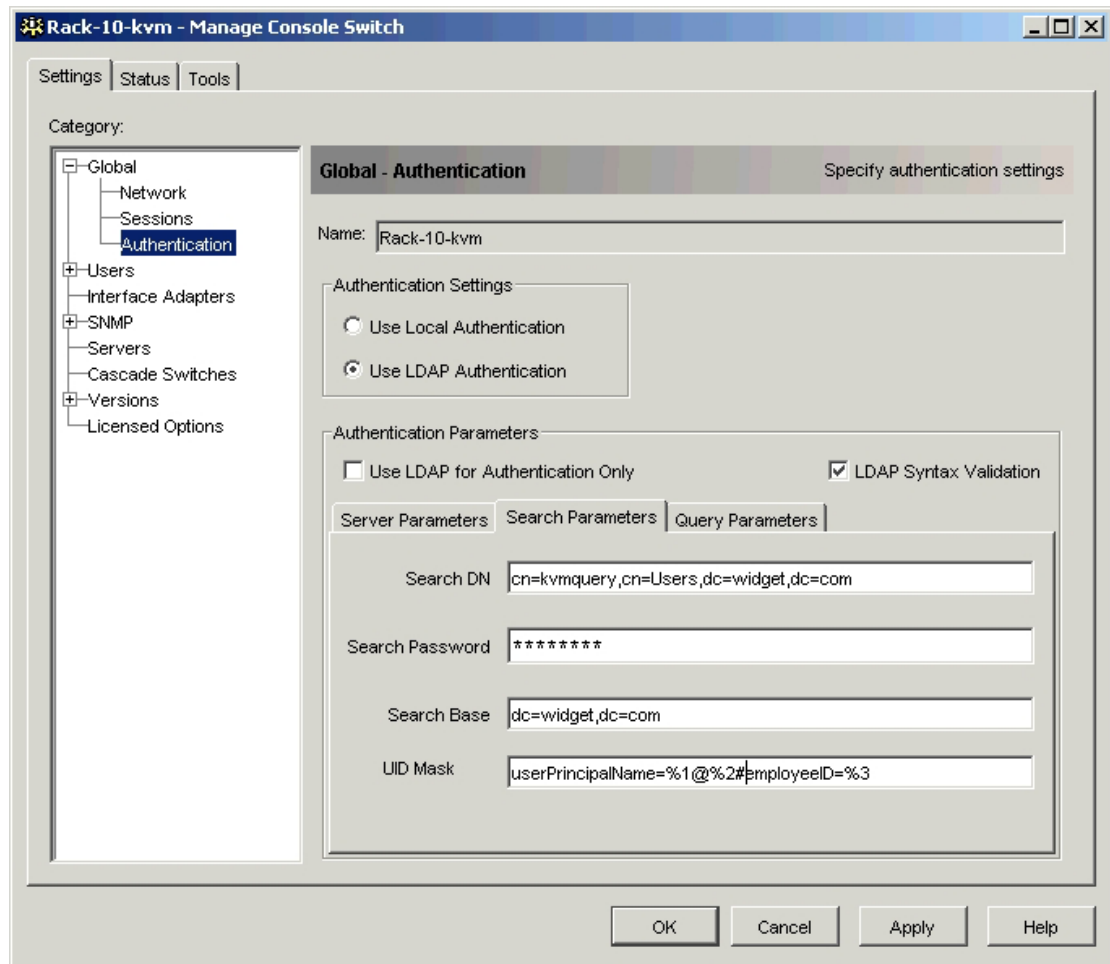 Rack-10-kvm - Manage Console Switch
Settings Status Tools
Category:
Global
Network
Sessions
Authentication
Users
Interface Adapters
SNMP
Servers
Cascade Switches
Versions
Licensed Options
Global - Authentication Specify authentication settings
Name: Rack-10-kvm
Authentication Settings
Use Local Authentication
Use LDAP Authentication
Authentication Parameters
Use LDAP for Authentication Only LDAP Syntax Validation
Server Parameters Search Parameters Query Parameters
Search DN cn=kvmquery,cn=Users,dc=widget,dc=com
Search Password ********
Search Base dc=widget,dc=com
UID Mask userPrincipalName=%1@%2#employeeID=%3
OK Cancel Apply Help